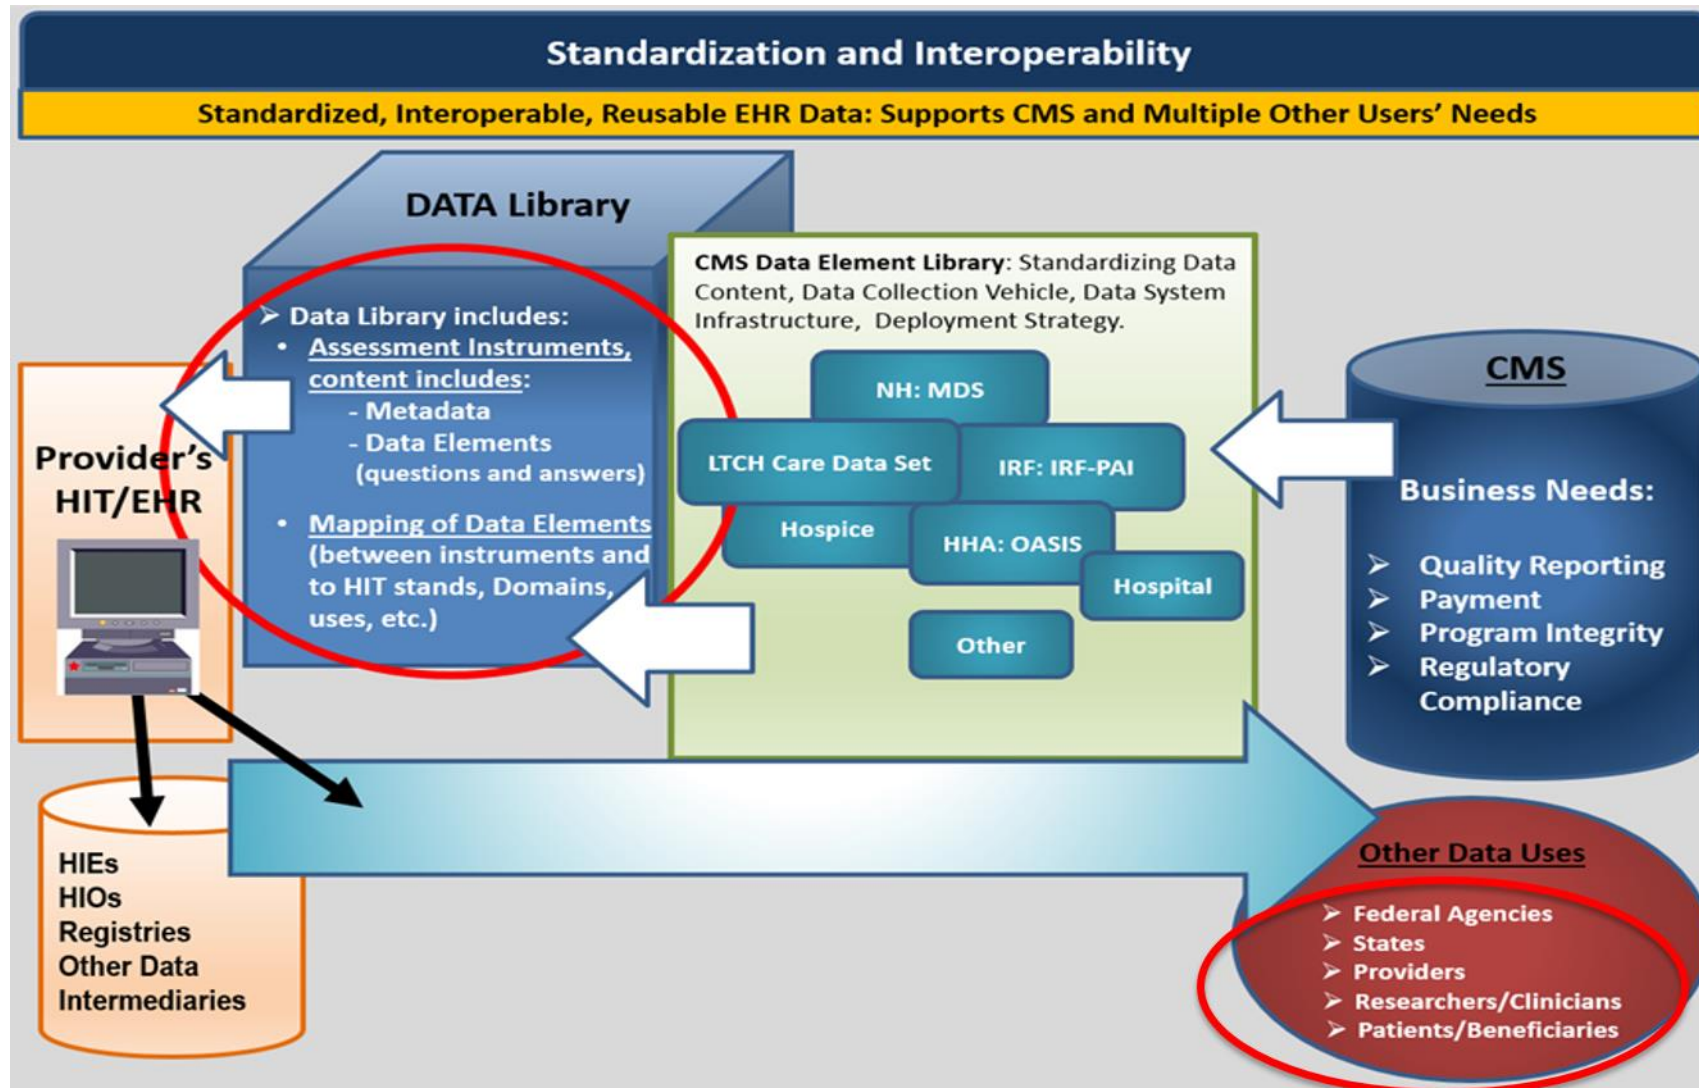 Standardization and Interoperability
Standardized, Interoperable, Reusable EHR Data: Supports CMS and Multiple Other Users' Needs
DATA Library
➢ Data Library includes:
• Assessment Instruments,
content includes:
- Metadata
- Data Elements
(questions and answers)
• Mapping of Data Elements
(between instruments and
to HIT stands, Domains,
uses, etc.)
CMS Data Element Library: Standardizing Data
Content, Data Collection Vehicle, Data System
Infrastructure, Deployment Strategy.
NH: MDS
LTCH Care Data Set
IRF: IRF-PAI
Hospice
HHA: OASIS
Hospital
Other
CMS
Business Needs:
➢ Quality Reporting
➢ Payment
➢ Program Integrity
➢ Regulatory
Compliance
Provider's
HIT/EHR
HIEs
HIOs
Registries
Other Data
Intermediaries
Other Data Uses
➢ Federal Agencies
➢ States
➢ Providers
➢ Researchers/Clinicians
➢ Patients/Beneficiaries